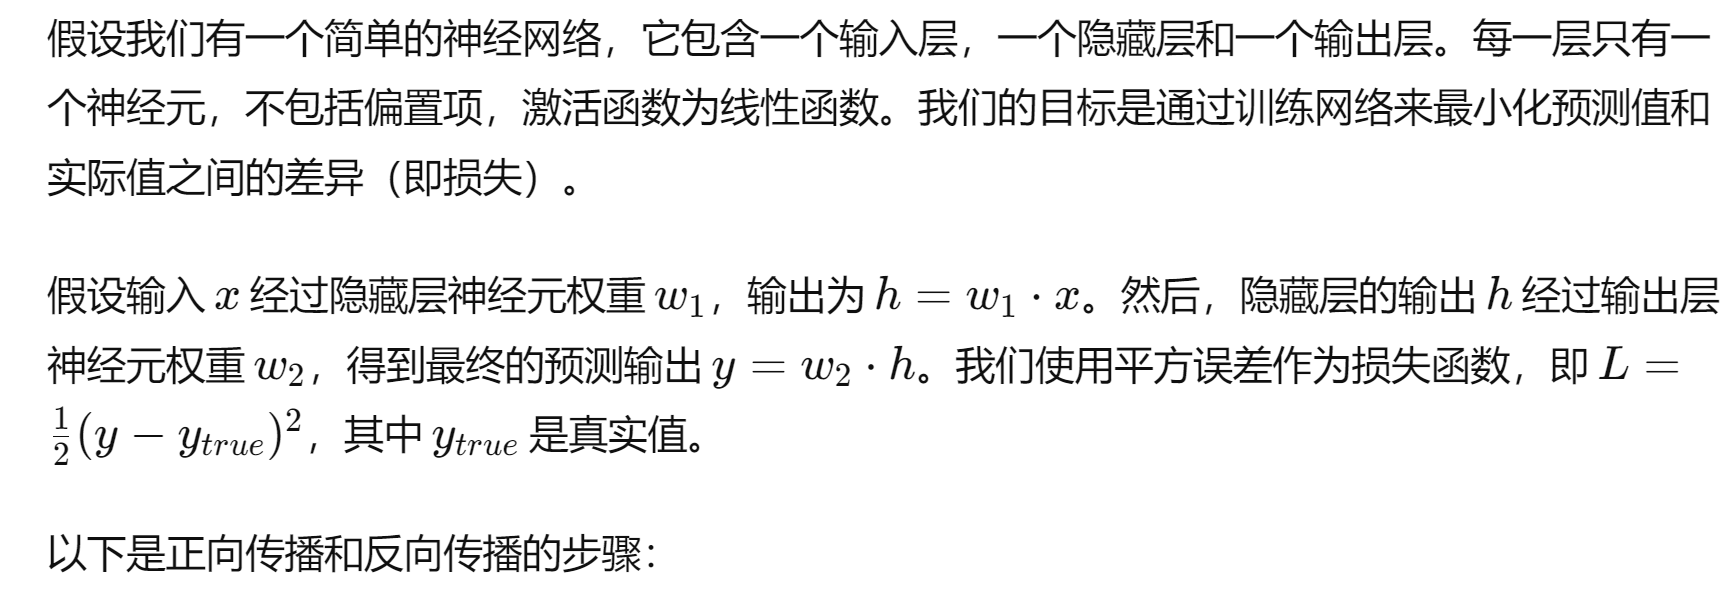 假设我们有一个简单的神经网络，它包含一个输入层，一个隐藏层和一个输出层。每一层只有一
个神经元，不包括偏置项，激活函数为线性函数。我们的目标是通过训练网络来最小化预测值和
实际值之间的差异（即损失）。
假设输入 x 经过隐藏层神经元权重 w₁，输出为 h = w₁ · x。然后，隐藏层的输出 h 经过输出层
神经元权重 w₂，得到最终的预测输出 y = w₂ · h。我们使用平方误差作为损失函数，即 L =
½(y − y_{true})²，其中 y_{true} 是真实值。
以下是正向传播和反向传播的步骤：